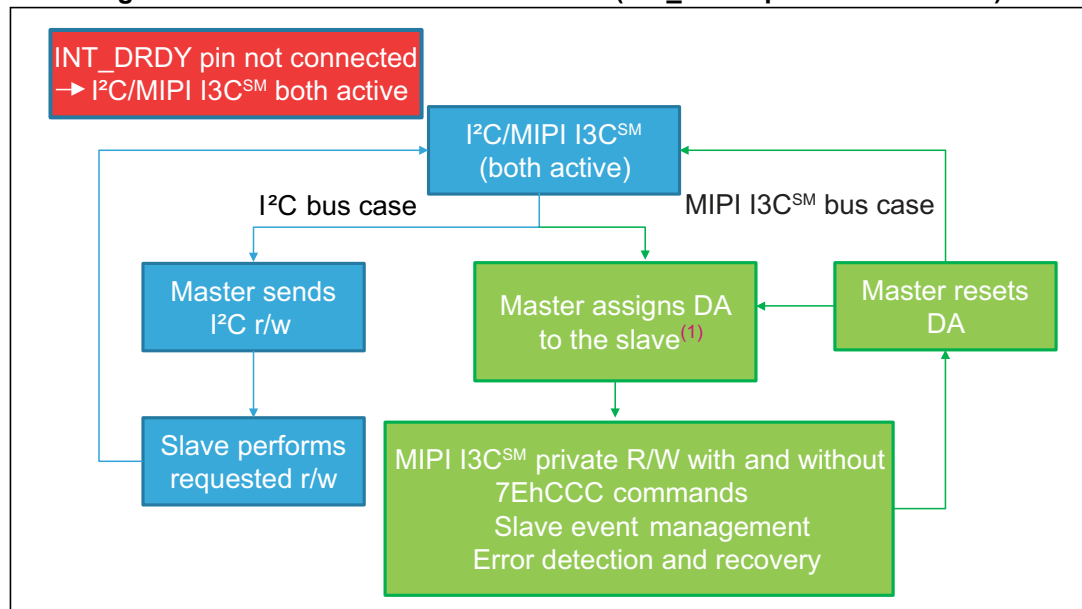 INT_DRDY pin not connected
→ I²C/MIPI I3C℠ both active
I²C/MIPI I3C℠
(both active)
I²C bus case
MIPI I3C℠ bus case
Master sends
I²C r/w
Master assigns DA
to the slave(1)
Master resets
DA
Slave performs
requested r/w
MIPI I3C℠ private R/W with and without
7EhCCC commands
Slave event management
Error detection and recovery